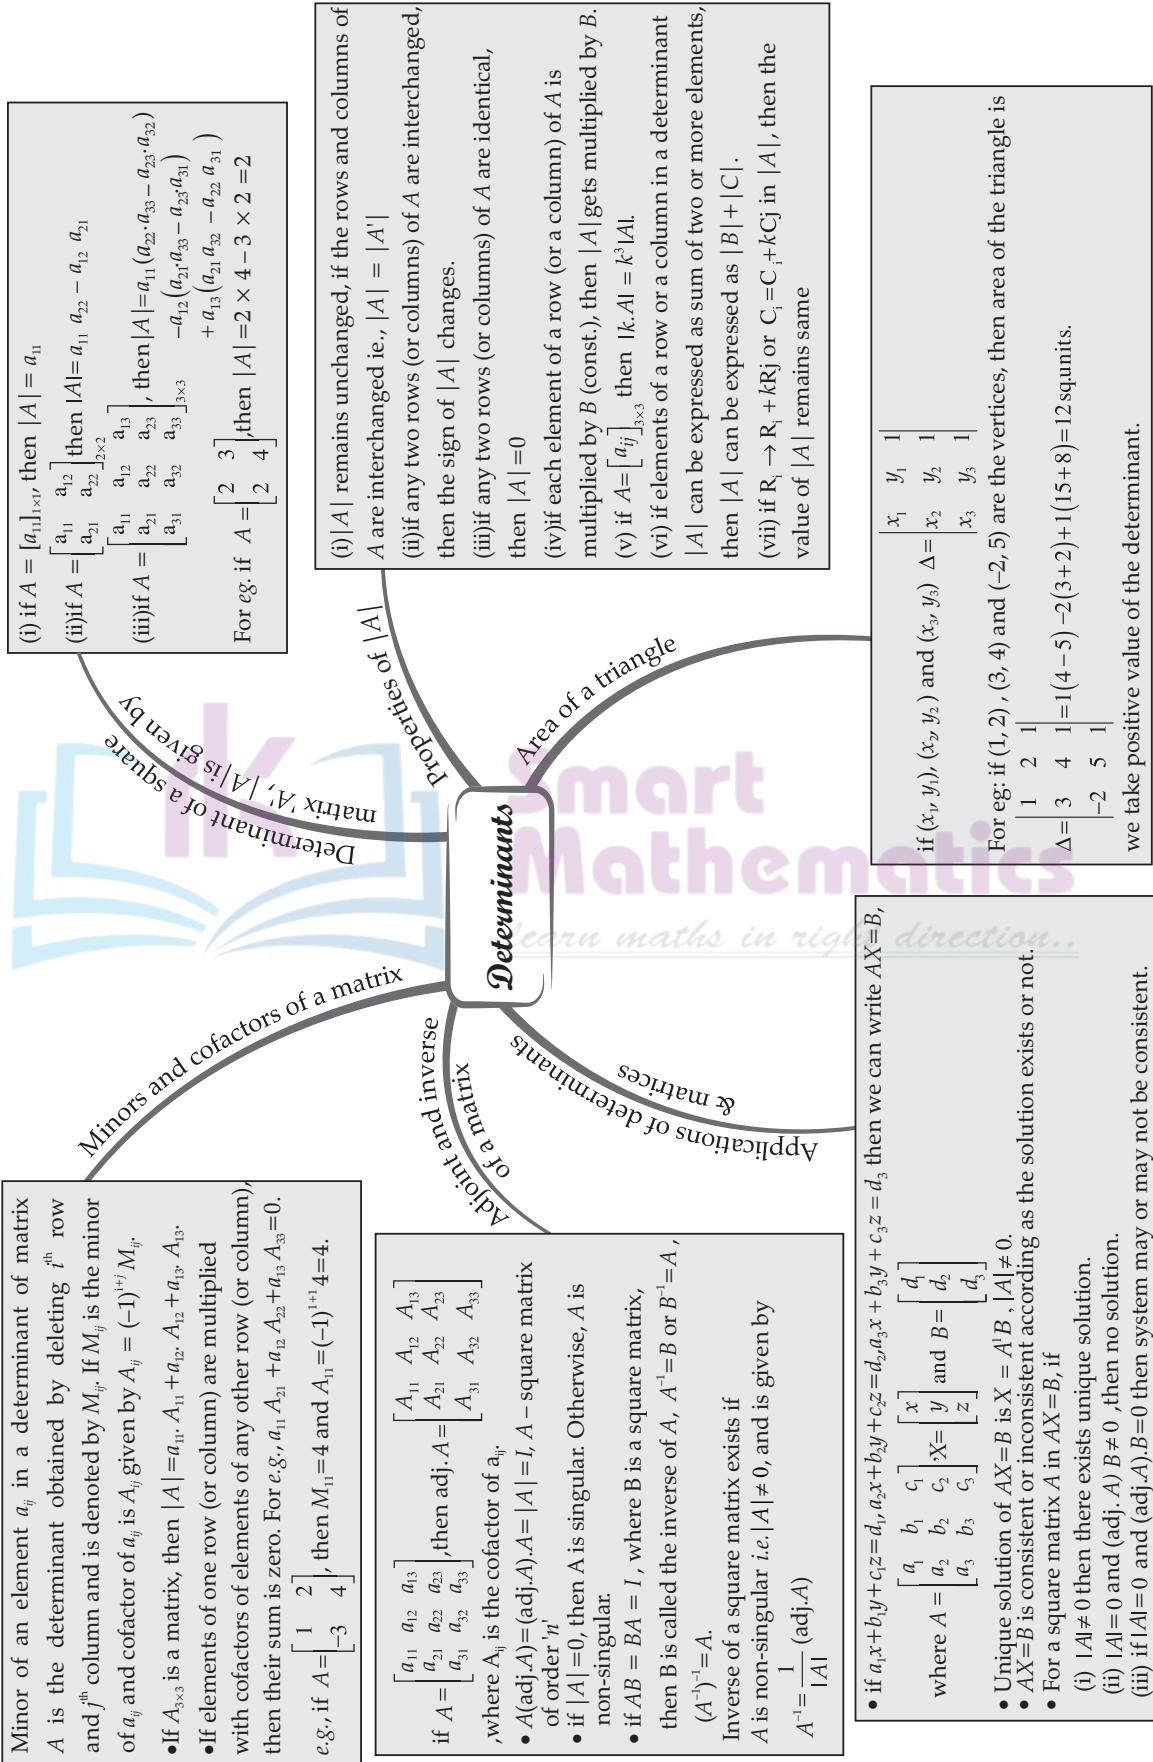 Determinants
Determinant of a square
matrix 'A', |A| is given by
(i) if A = [a₁₁]₁ₓ₁, then |A| = a₁₁
(ii)if A = [a₁₁ a₁₂
a₂₁ a₂₂]₂ₓ₂ then |A|= a₁₁ a₂₂ − a₁₂ a₂₁
(iii)if A = [a₁₁ a₁₂ a₁₃
a₂₁ a₂₂ a₂₃
a₃₁ a₃₂ a₃₃]₃ₓ₃, then |A|=a₁₁(a₂₂.a₃₃ − a₂₃.a₃₂)
−a₁₂(a₂₁.a₃₃ − a₂₃.a₃₁)
+ a₁₃(a₂₁ a₃₂ −a₂₂ a₃₁)
For eg. if A = [2 3
2 4],then |A| =2 × 4 − 3 × 2 =2
Properties of |A|
(i)|A| remains unchanged, if the rows and columns of
A are interchanged ie., |A| = |A'|
(ii)if any two rows (or columns) of A are interchanged,
then the sign of |A| changes.
(iii)if any two rows (or columns) of A are identical,
then |A| =0
(iv)if each element of a row (or a column) of A is
multiplied by B (const.), then |A|gets multiplied by B.
(v) if A=[aᵢⱼ]₃ₓ₃ then |k.A| = k³|A|.
(vi) if elements of a row or a column in a determinant
|A| can be expressed as sum of two or more elements,
then |A| can be expressed as |B|+|C|.
(vii) if Rᵢ → Rᵢ + kRj or Cᵢ=Cᵢ+kCj in |A|, then the
value of |A| remains same
Area of a triangle
if (x₁, y₁), (x₂, y₂) and (x₃, y₃) Δ= |x₁ y₁ 1
x₂ y₂ 1
x₃ y₃ 1|
For eg: if (1, 2) , (3, 4) and (−2, 5) are the vertices, then area of the triangle is
Δ= |1 2 1
3 4 1
−2 5 1| =1(4−5)−2(3+2)+1(15+8)=12sq.units.
we take positive value of the determinant.
Minors and cofactors of a matrix
Minor of an element aᵢⱼ in a determinant of matrix
A is the determinant obtained by deleting iᵗʰ row
and jᵗʰ column and is denoted by Mᵢⱼ. If Mᵢⱼ is the minor
of aᵢⱼ and cofactor of aᵢⱼ is Aᵢⱼ given by Aᵢⱼ = (−1)ⁱ⁺ʲ Mᵢⱼ.
•If A₃ₓ₃ is a matrix, then |A|=a₁₁. A₁₁ +a₁₂. A₁₂ +a₁₃. A₁₃.
•If elements of one row (or column) are multiplied
with cofactors of elements of any other row (or column),
then their sum is zero. For e.g., a₁₁ A₂₁ +a₁₂ A₂₂ +a₁₃ A₃₃=0.
e.g., if A=[1 2
−3 4], then M₁₁=4 and A₁₁=(−1)¹⁺¹4=4.
Adjoint and inverse
of a matrix
if A = [a₁₁ a₁₂ a₁₃
a₂₁ a₂₂ a₂₃
a₃₁ a₃₂ a₃₃],then adj.A=[A₁₁ A₁₂ A₁₃
A₂₁ A₂₂ A₂₃
A₃₁ A₃₂ A₃₃]
,where Aᵢⱼ is the cofactor of aᵢⱼ.
• A(adj.A)=(adj.A).A=|A|=I, A − square matrix
of order 'n'
• if |A|=0, then A is singular. Otherwise, A is
non-singular.
• if AB = BA = I , where B is a square matrix,
then B is called the inverse of A, A⁻¹=B or B⁻¹=A ,
(A⁻¹)⁻¹=A.
Inverse of a square matrix exists if
A is non-singular i.e.|A|≠0, and is given by
A⁻¹= 1/|A| (adj.A)
Applications of determinants
& matrices
• if a₁x+b₁y+c₁z=d₁,a₂x+b₂y+c₂z=d₂,a₃x + b₃y + c₃z = d₃ then we can write AX=B,
where A= [a₁ b₁ c₁
a₂ b₂ c₂
a₃ b₃ c₃],X= [x
y
z] and B= [d₁
d₂
d₃]
• Unique solution of AX=B is X = A¹B , |A|≠0.
• AX=B is consistent or inconsistent according as the solution exists or not.
• For a square matrix A in AX=B, if
(i) |A|≠ 0 then there exists unique solution.
(ii) |A|=0 and (adj. A) B≠ 0 ,then no solution.
(iii) if |A|=0 and (adj.A).B=0 then system may or may not be consistent.
Smart
Mathematics
learn maths in right direction..